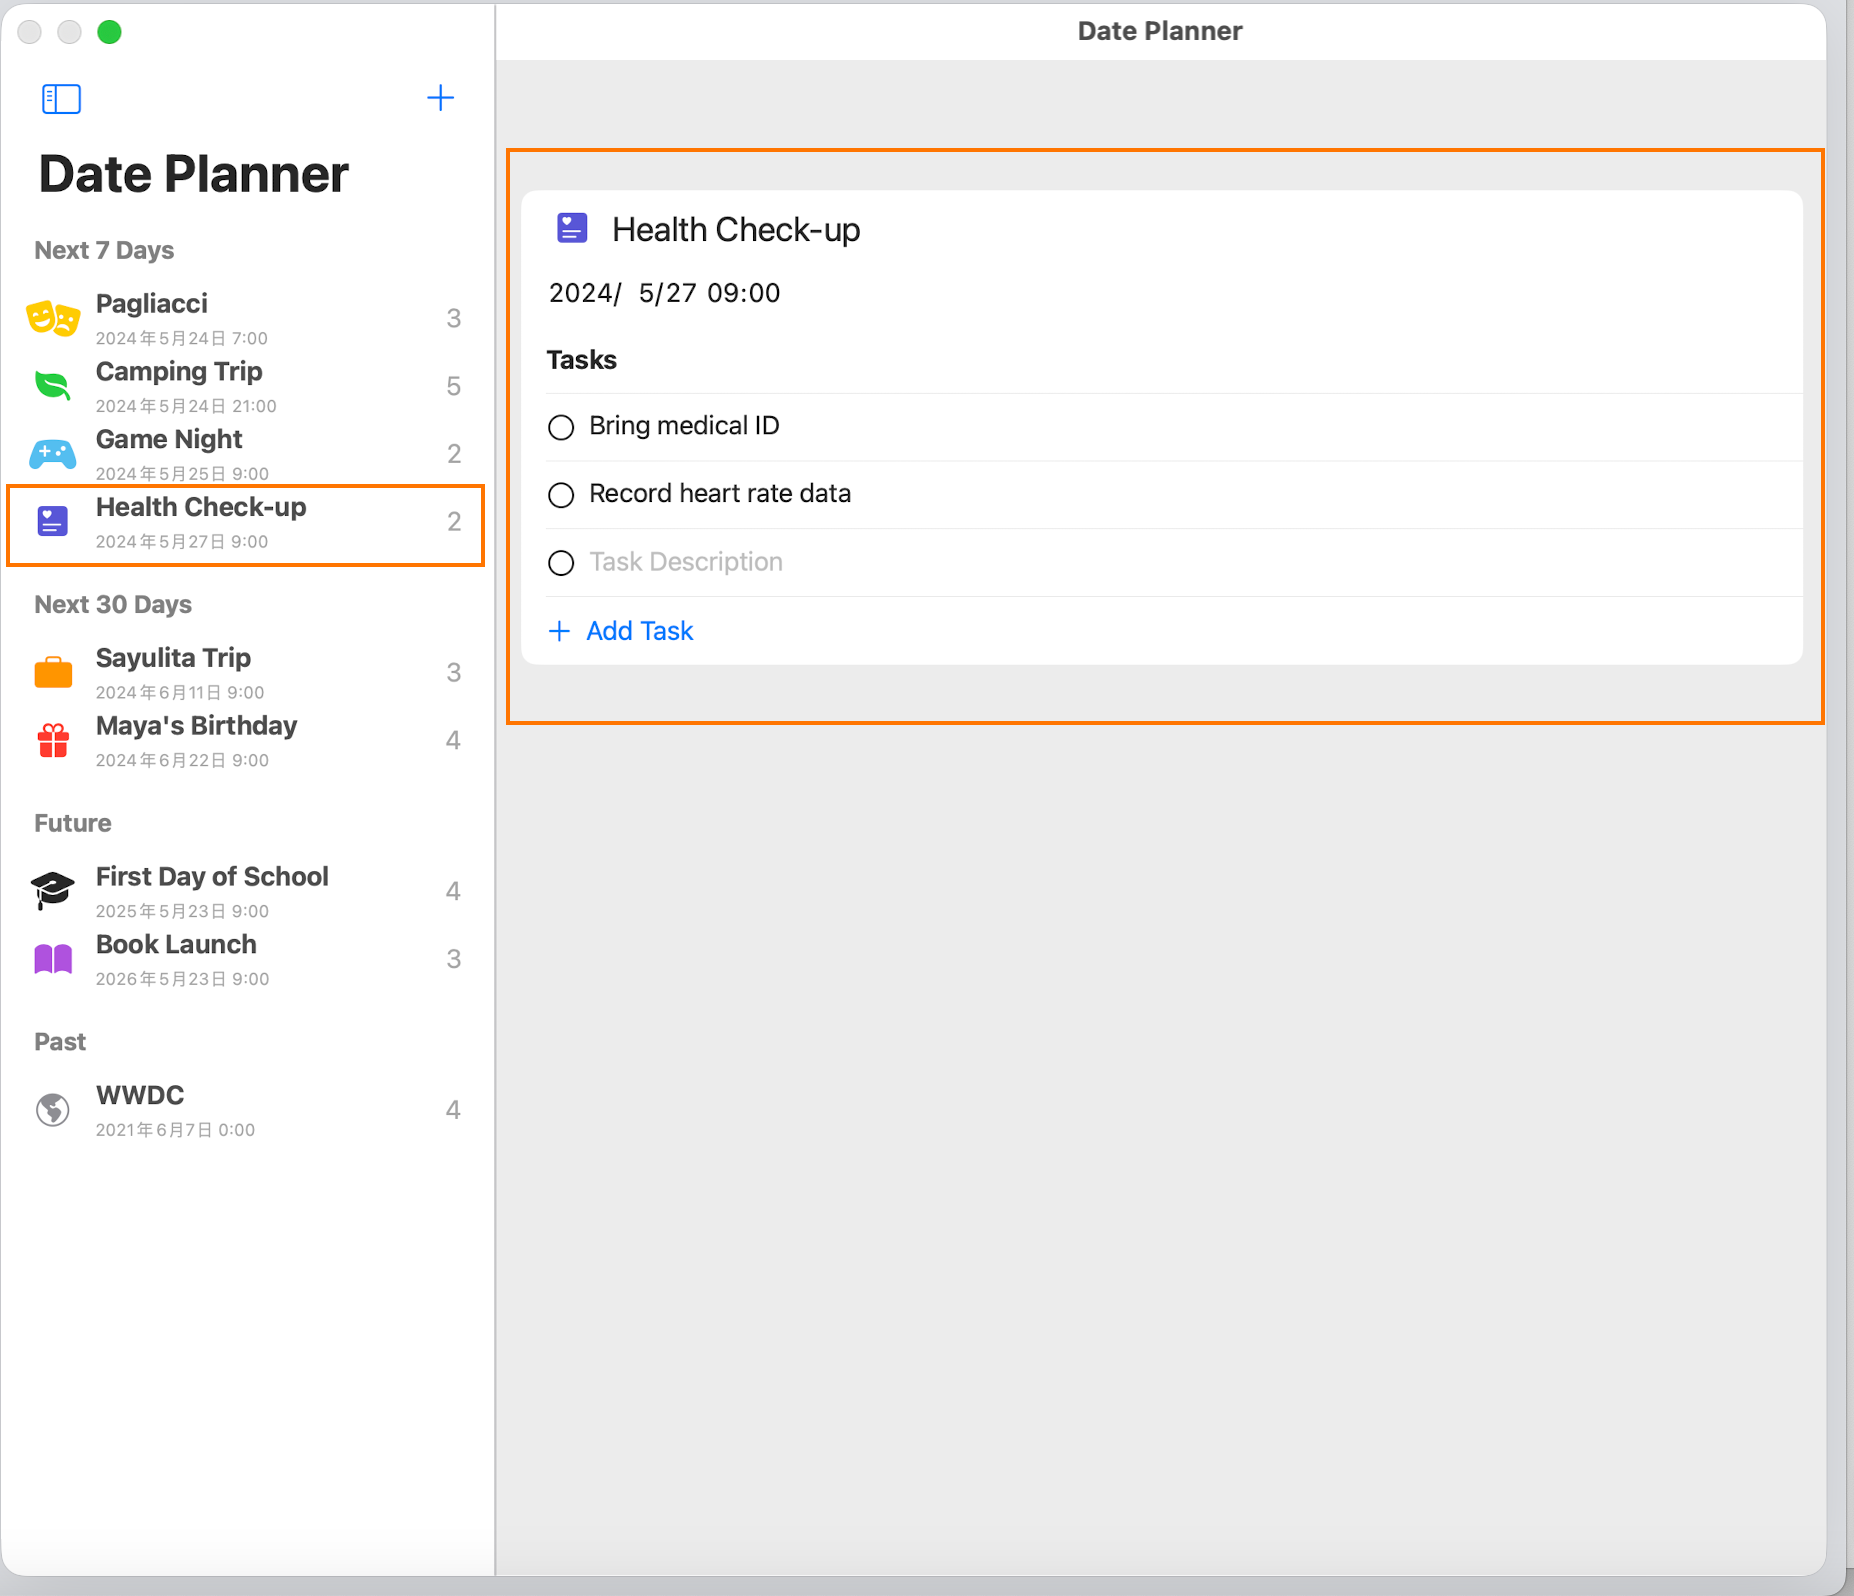 Date Planner
Date Planner
Next 7 Days
Pagliacci
3
2024年5月24日 7:00
Camping Trip
5
2024年5月24日 21:00
Game Night
2
2024年5月25日 9:00
Health Check-up
2
2024年5月27日 9:00
Next 30 Days
Sayulita Trip
3
2024年6月11日 9:00
Maya's Birthday
4
2024年6月22日 9:00
Future
First Day of School
4
2025年5月23日 9:00
Book Launch
3
2026年5月23日 9:00
Past
WWDC
4
2021年6月7日 0:00
Health Check-up
2024/ 5/27 09:00
Tasks
Bring medical ID
Record heart rate data
Task Description
+ Add Task